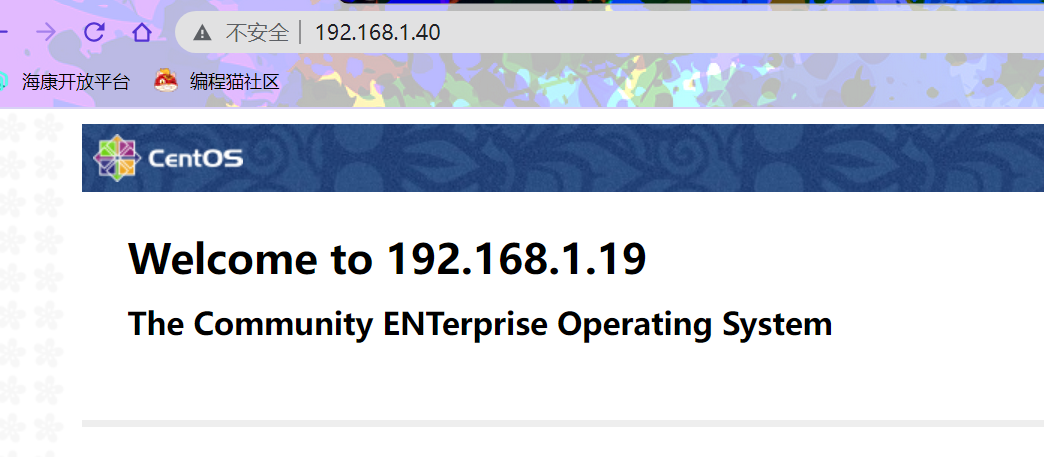 不安全 | 192.168.1.40
海康开放平台 编程猫社区
CentOS
Welcome to 192.168.1.19
The Community ENTerprise Operating System